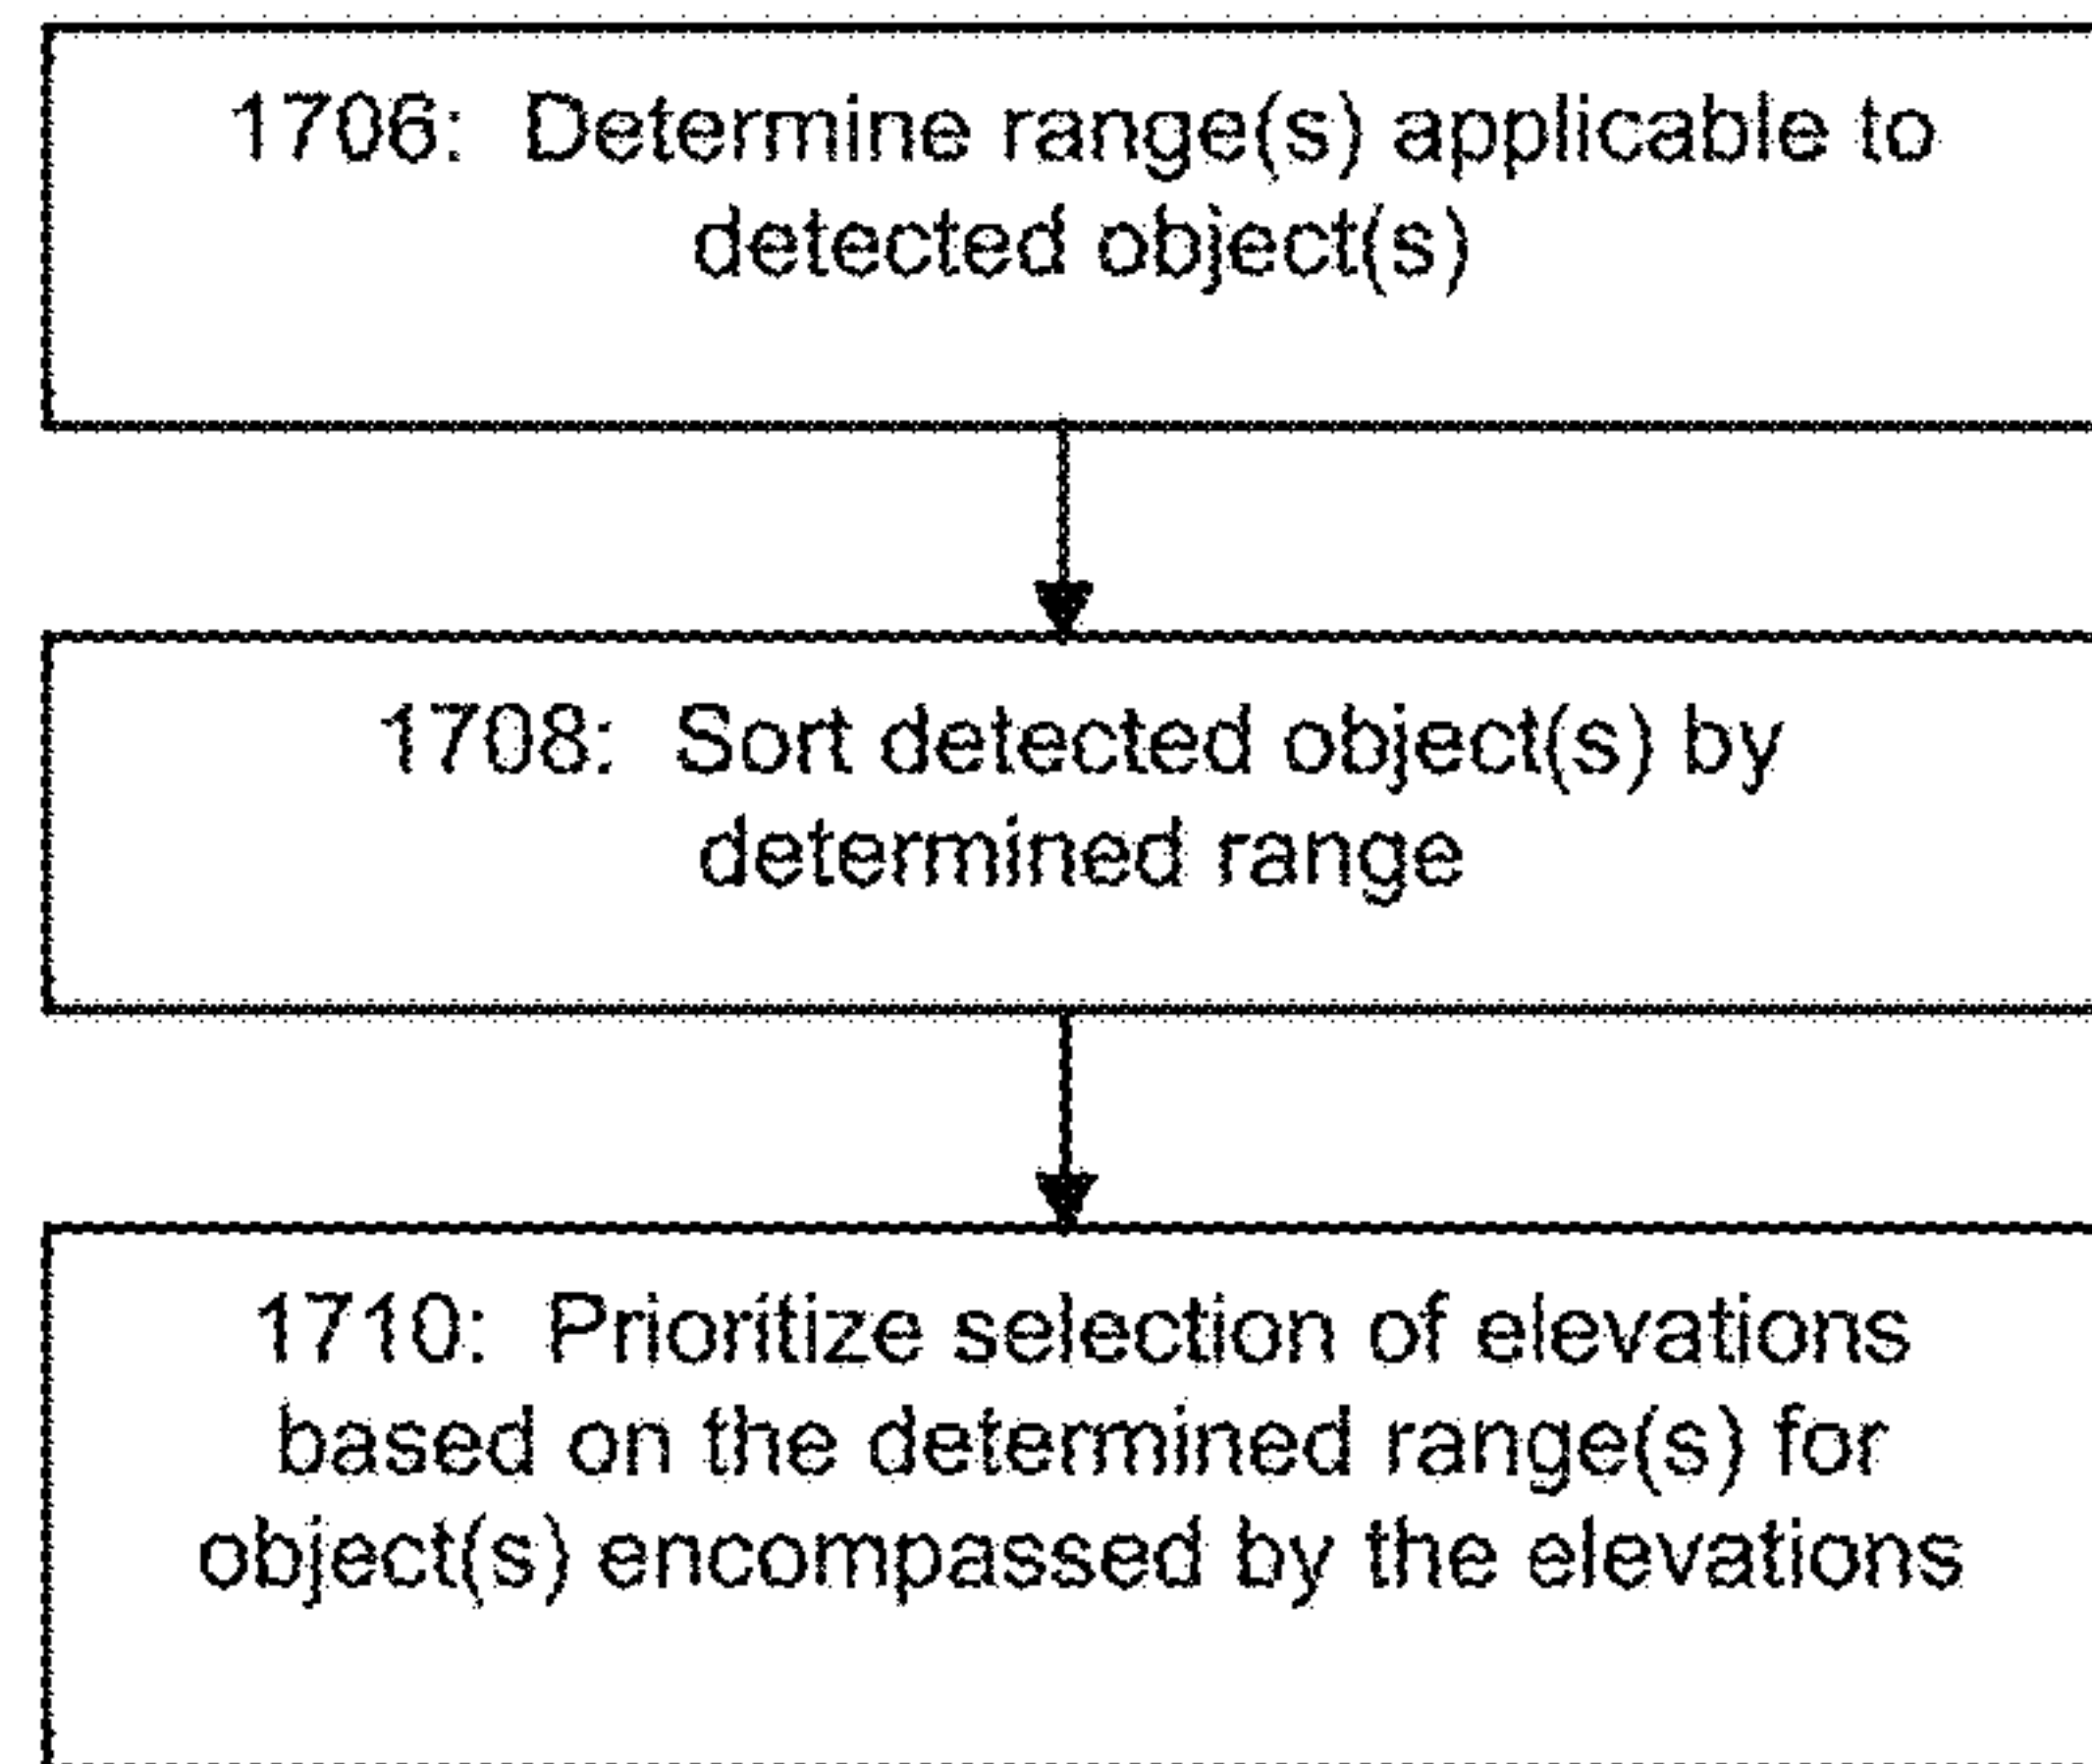 1706: Determine range(s) applicable to
detected object(s)
1708: Sort detected object(s) by
determined range
1710: Prioritize selection of elevations
based on the determined range(s) for
object(s) encompassed by the elevations